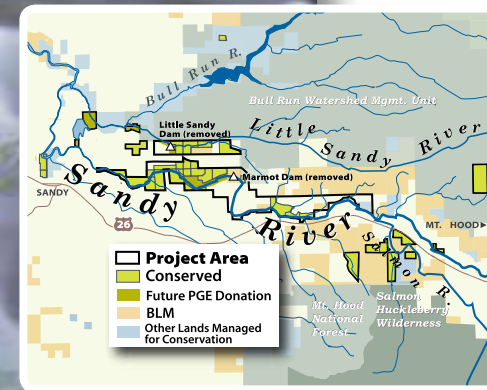 Bull Run R.
Bull Run Watershed Mgmt. Unit
Little Sandy
Dam (removed)
Little Sandy River
Marmot Dam (removed)
SANDY
Sandy River
26
MT. HOOD
Salmon R.
Project Area
Conserved
Future PGE Donation
BLM
Other Lands Managed
for Conservation
Mt. Hood
National
Forest
Salmon
Huckleberry
Wilderness